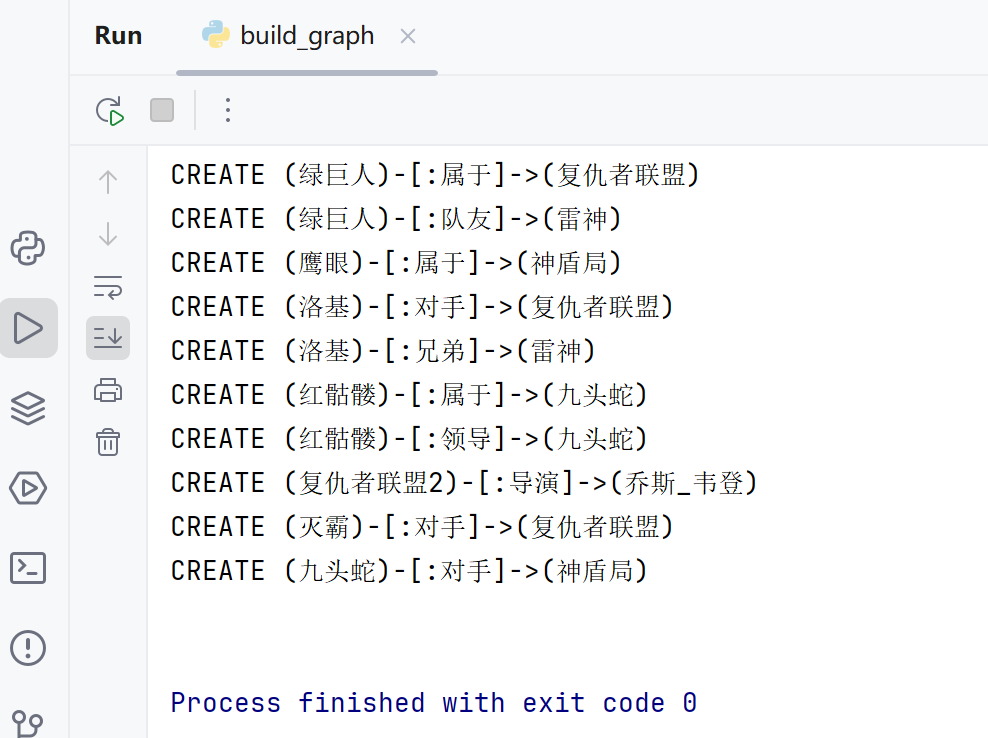 Run build_graph
CREATE (绿巨人)-[:属于]->(复仇者联盟)
CREATE (绿巨人)-[:队友]->(雷神)
CREATE (鹰眼)-[:属于]->(神盾局)
CREATE (洛基)-[:对手]->(复仇者联盟)
CREATE (洛基)-[:兄弟]->(雷神)
CREATE (红骷髅)-[:属于]->(九头蛇)
CREATE (红骷髅)-[:领导]->(九头蛇)
CREATE (复仇者联盟2)-[:导演]->(乔斯_韦登)
CREATE (灭霸)-[:对手]->(复仇者联盟)
CREATE (九头蛇)-[:对手]->(神盾局)
Process finished with exit code 0